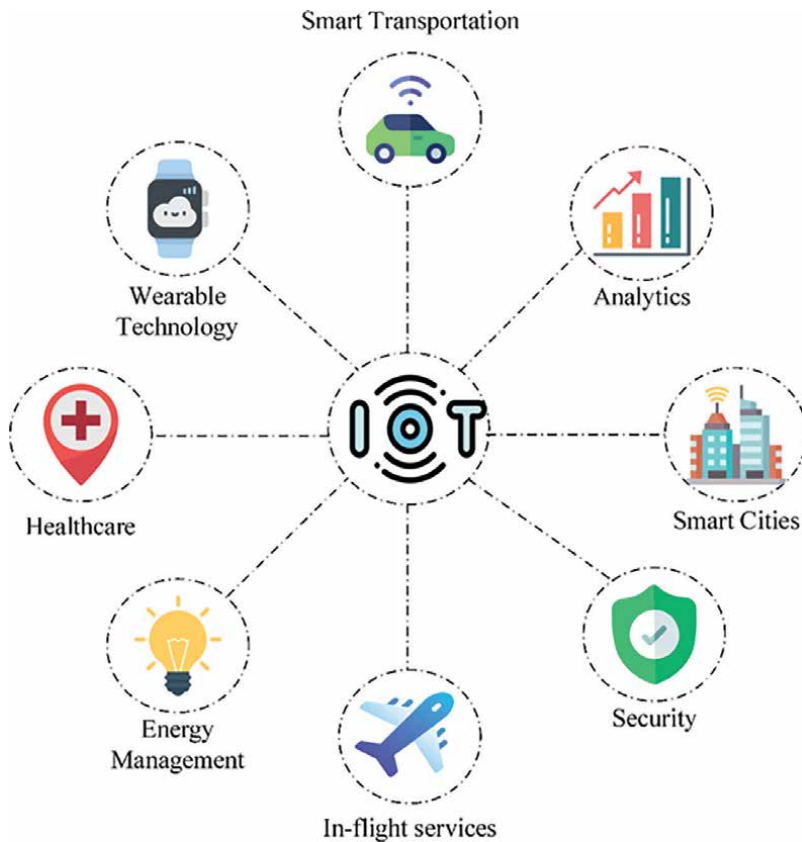 Smart Transportation
Wearable
Technology
Analytics
IOT
Healthcare
Smart Cities
Energy
Management
Security
In-flight services